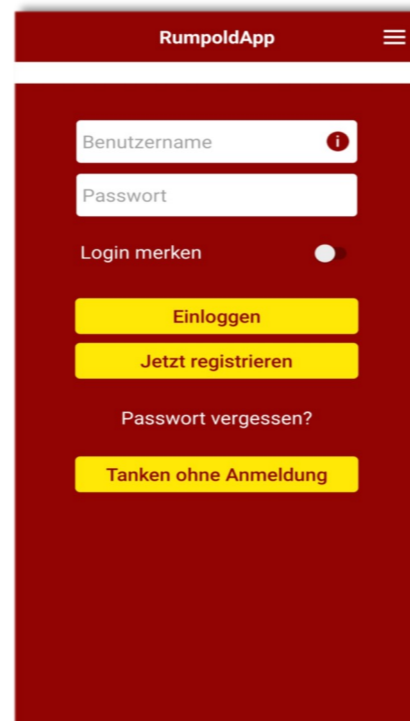 RumpoldApp
Benutzername
i
Passwort
Login merken
Einloggen
Jetzt registrieren
Passwort vergessen?
Tanken ohne Anmeldung